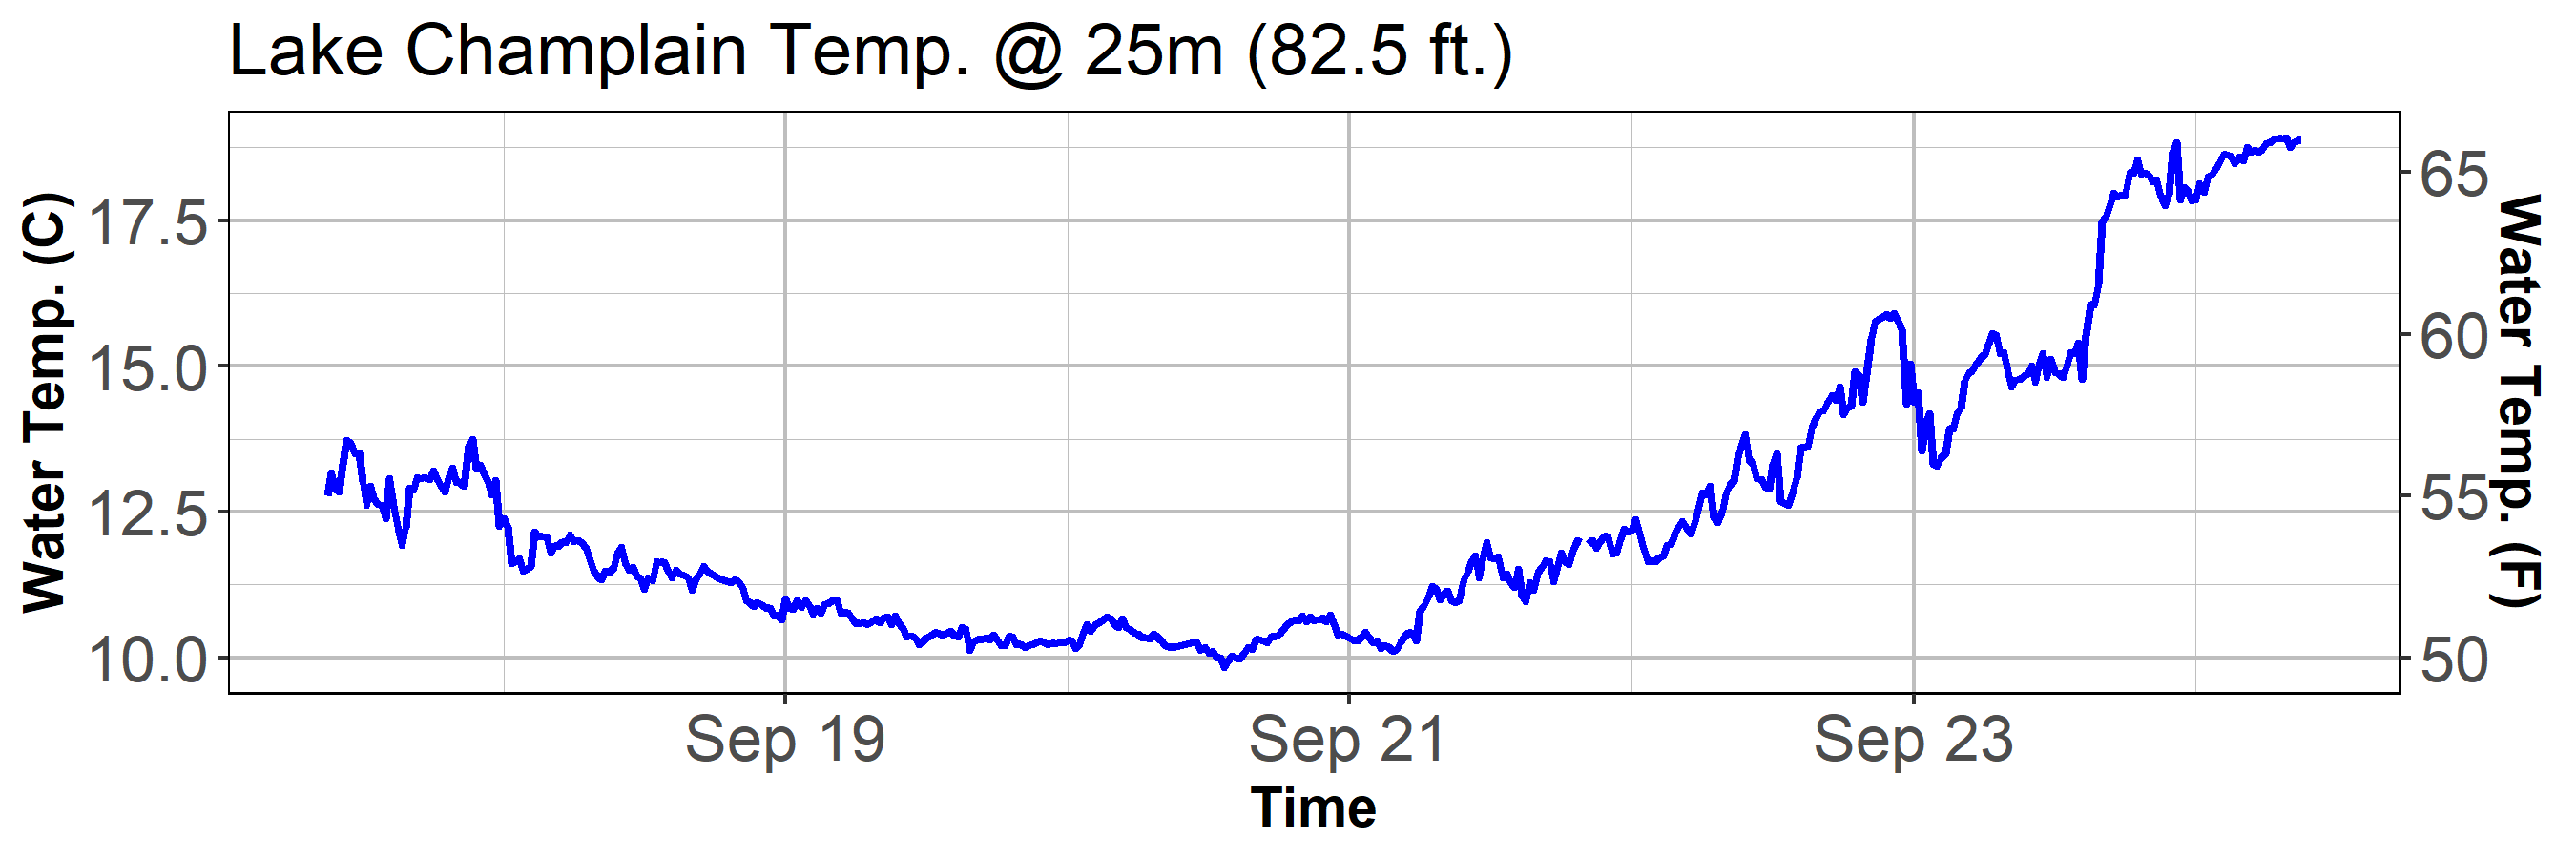 Lake Champlain Temp. @ 25m (82.5 ft.)
Water Temp. (C)
17.5
15.0
12.5
10.0
65
60
55
50
Water Temp. (F)
Sep 19
Sep 21
Sep 23
Time